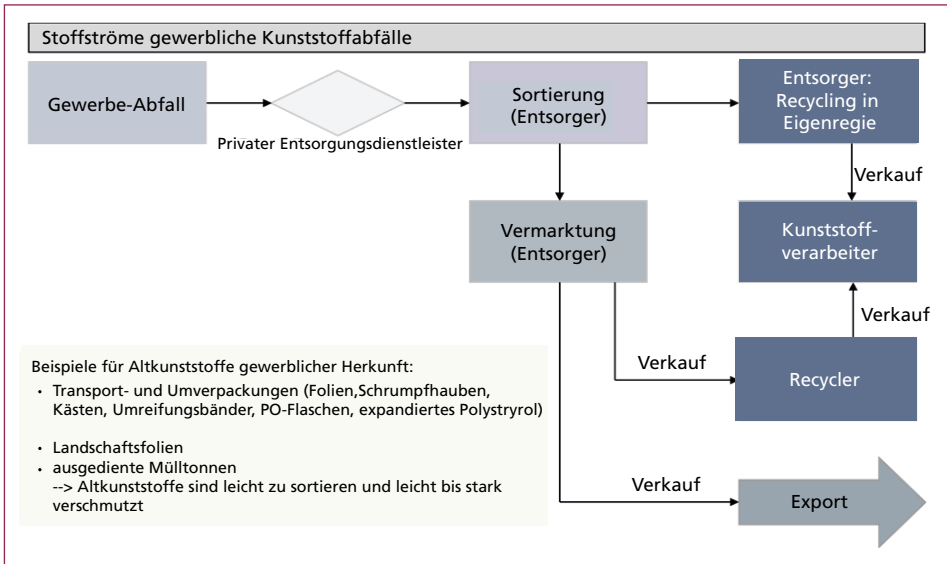 Stoffströme gewerbliche Kunststoffabfälle
Gewerbe-Abfall
Privater Entsorgungsdienstleister
Sortierung
(Entsorger)
Entsorger:
Recycling in
Eigenregie
Verkauf
Vermarktung
(Entsorger)
Kunststoff-
verarbeiter
Verkauf
Verkauf
Recycler
Beispiele für Altkunststoffe gewerblicher Herkunft:
• Transport- und Umverpackungen (Folien,Schrumpfhauben,
Kästen, Umreifungsbänder, PO-Flaschen, expandiertes Polystryrol)
• Landschaftsfolien
• ausgediente Mülltonnen
--> Altkunststoffe sind leicht zu sortieren und leicht bis stark
verschmutzt
Verkauf
Export